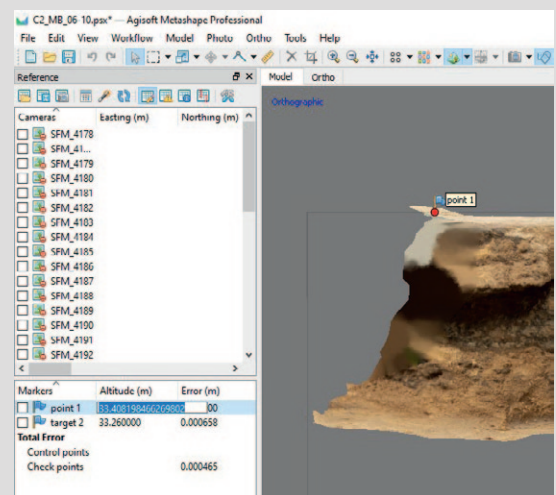 C2_MB_06-10.psx* — Agisoft Metashape Professional
File Edit View Workflow Model Photo Ortho Tools Help
Reference
Model Ortho
Orthographic
Cameras Easting (m) Northing (m)
SFM_4178
SFM_41...
SFM_4179
SFM_4180
SFM_4181
SFM_4182
SFM_4183
SFM_4184
SFM_4185
SFM_4186
SFM_4187
SFM_4188
SFM_4189
SFM_4190
SFM_4191
SFM_4192
point 1
Markers Altitude (m) Error (m)
point 1 33.408198466269802 00
target 2 33.260000 0.000658
Total Error
Control points
Check points 0.000465